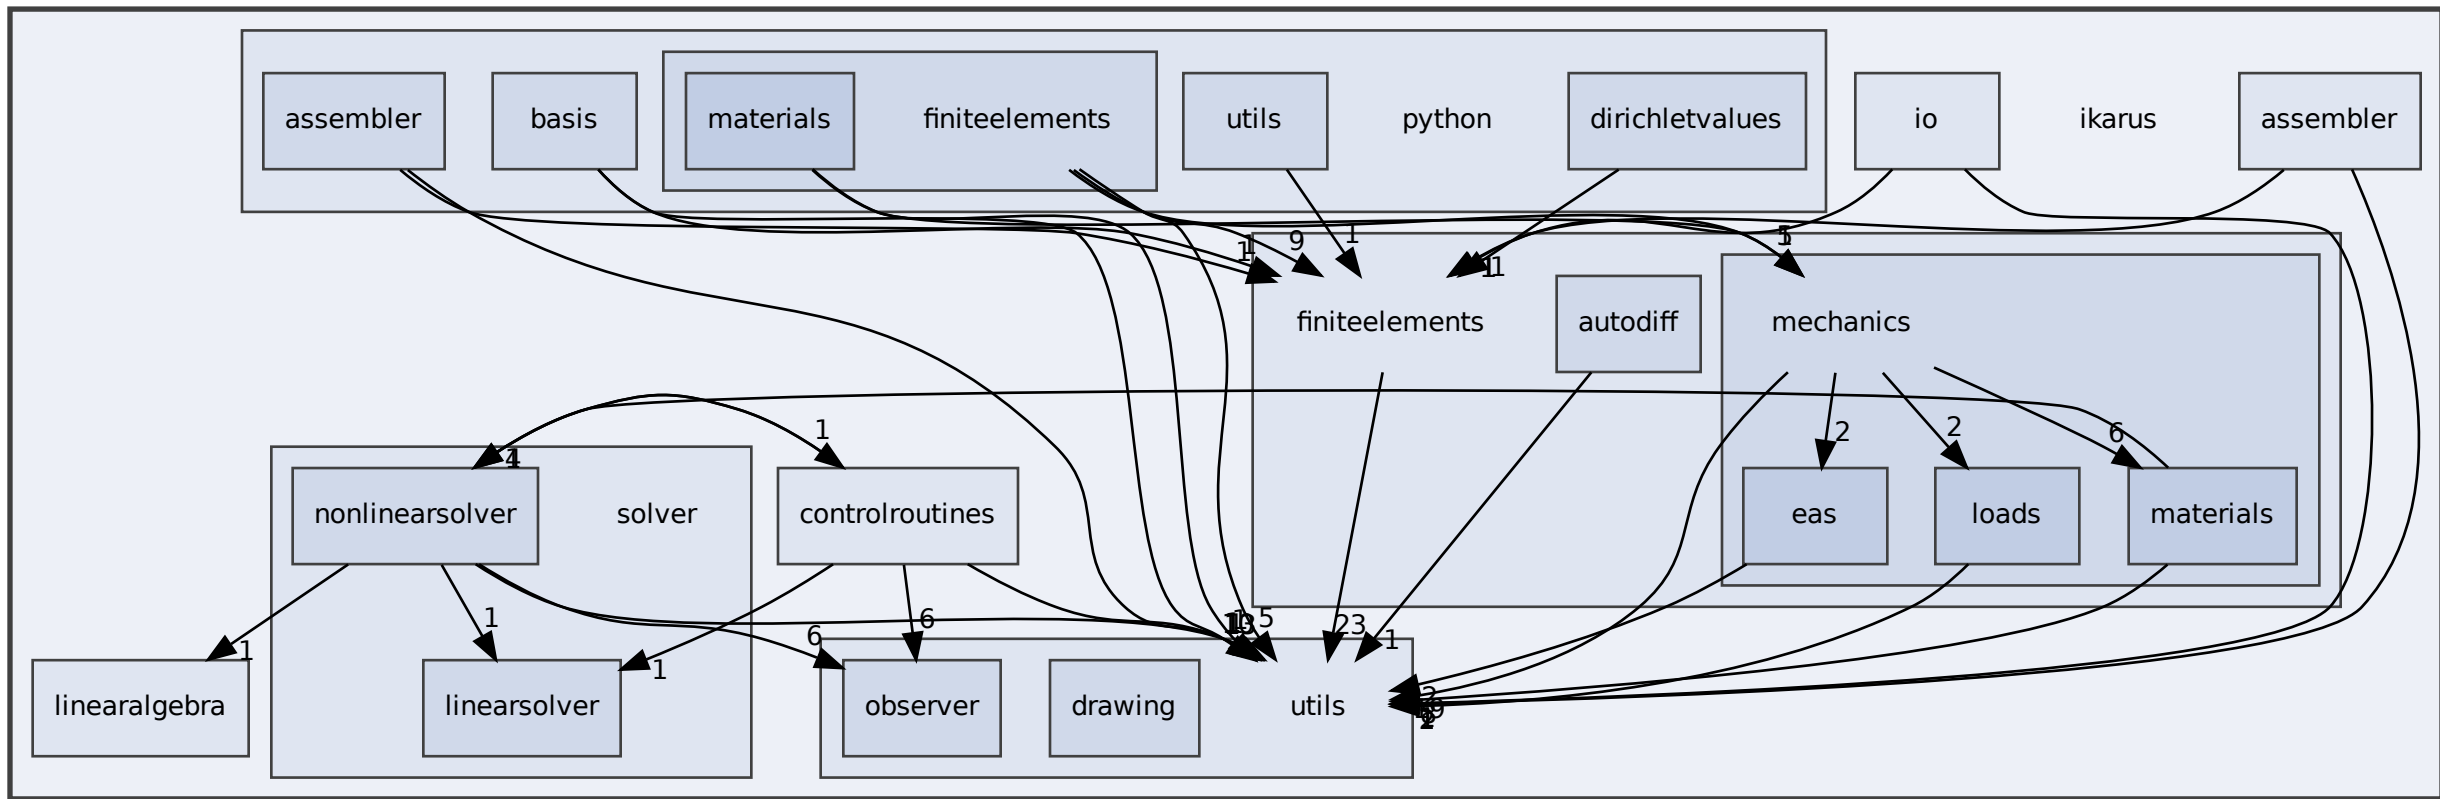 assembler
basis
materials
finiteelements
utils
python
dirichletvalues
io
ikarus
assembler
1
9
1
1
finiteelements
autodiff
mechanics
1
2
2
6
nonlinearsolver
solver
controlroutines
eas
loads
materials
1
6
6
5
23
1
1
1
linearalgebra
linearsolver
observer
drawing
utils